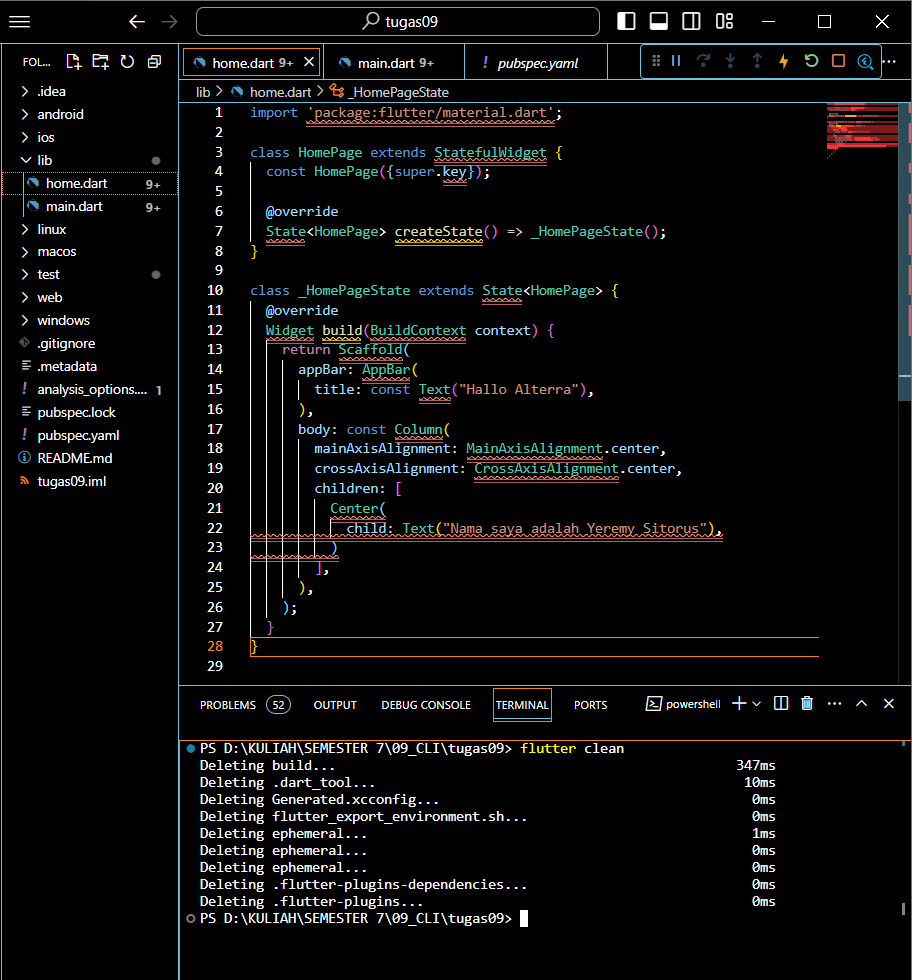 tugas09
FOL...
home.dart 9+
main.dart 9+
pubspec.yaml
lib > home.dart > _HomePageState
.idea
android
ios
lib
home.dart 9+
main.dart 9+
linux
macos
test
web
windows
.gitignore
.metadata
analysis_options.... 1
pubspec.lock
pubspec.yaml
README.md
tugas09.iml
1 import 'package:flutter/material.dart';
2
3 class HomePage extends StatefulWidget {
4 const HomePage({super.key});
5
6 @override
7 State<HomePage> createState() => _HomePageState();
8 }
9
10 class _HomePageState extends State<HomePage> {
11 @override
12 Widget build(BuildContext context) {
13 return Scaffold(
14 appBar: AppBar(
15 title: const Text("Hallo Alterra"),
16 ),
17 body: const Column(
18 mainAxisAlignment: MainAxisAlignment.center,
19 crossAxisAlignment: CrossAxisAlignment.center,
20 children: [
21 Center(
22 child: Text("Nama saya adalah Yeremy Sitorus"),
23 )
24 ],
25 ),
26 );
27 }
28 }
29
PROBLEMS 52 OUTPUT DEBUG CONSOLE TERMINAL PORTS powershell
PS D:\KULIAH\SEMESTER 7\09_CLI\tugas09> flutter clean
Deleting build... 347ms
Deleting .dart_tool... 10ms
Deleting Generated.xcconfig... 0ms
Deleting flutter_export_environment.sh... 0ms
Deleting ephemeral... 1ms
Deleting ephemeral... 0ms
Deleting ephemeral... 0ms
Deleting .flutter-plugins-dependencies... 0ms
Deleting .flutter-plugins... 0ms
PS D:\KULIAH\SEMESTER 7\09_CLI\tugas09>